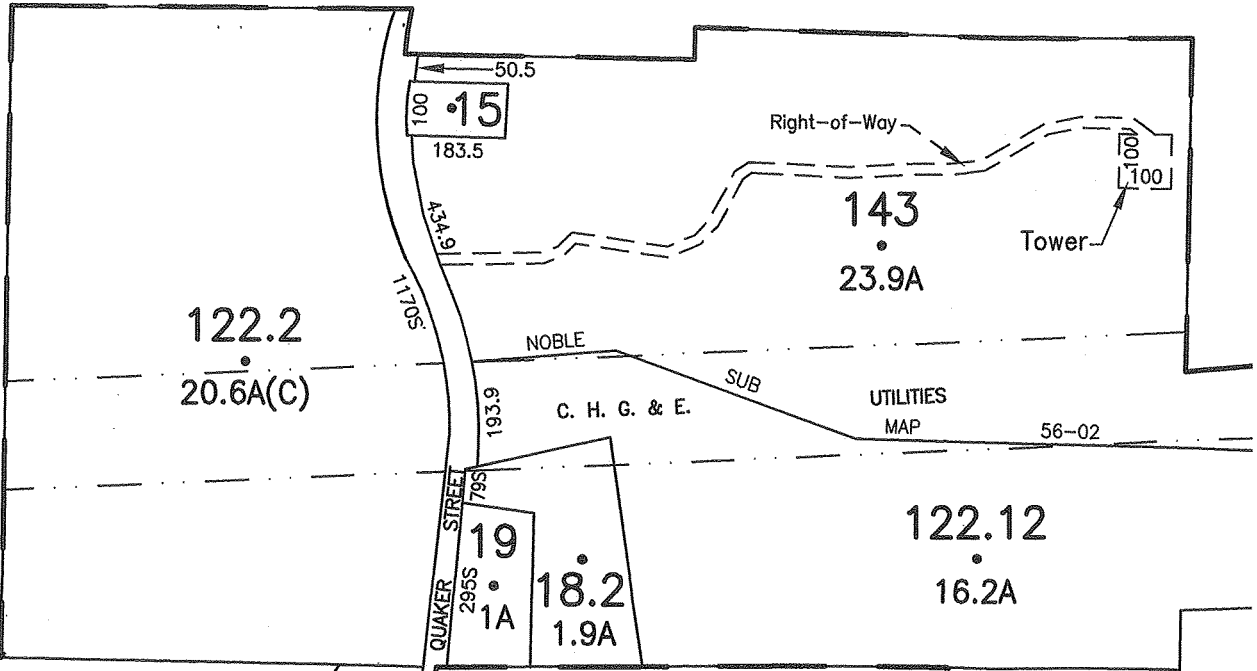 50.5
100
15
183.5
Right-of-Way
100
100
143
Tower
23.9A
434.9
1170S'
122.2
20.6A(C)
NOBLE
SUB
UTILITIES
C. H. G. & E.
MAP
56-02
193.9
79S
QUAKER STREET
19
295S
1A
18.2
1.9A
122.12
16.2A